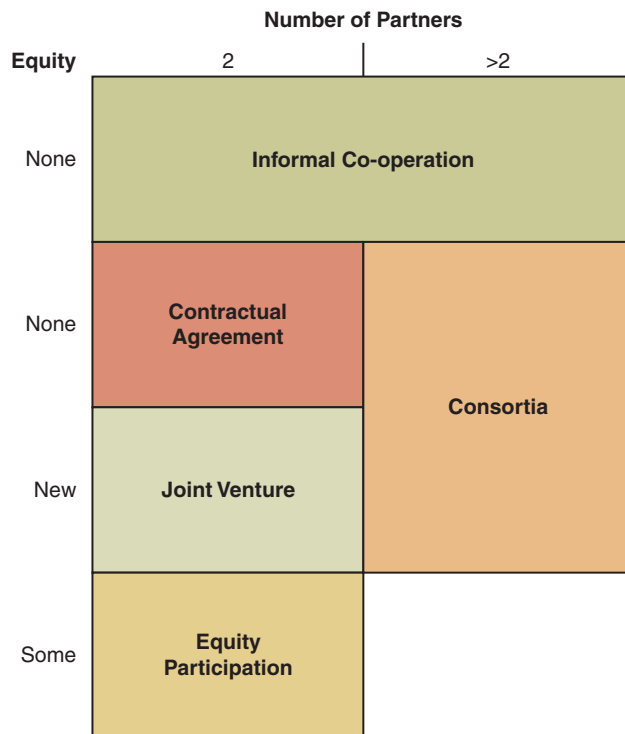 Number of Partners
Equity 2 >2
None Informal Co-operation
None Contractual
Agreement
Consortia
New Joint Venture
Some Equity
Participation